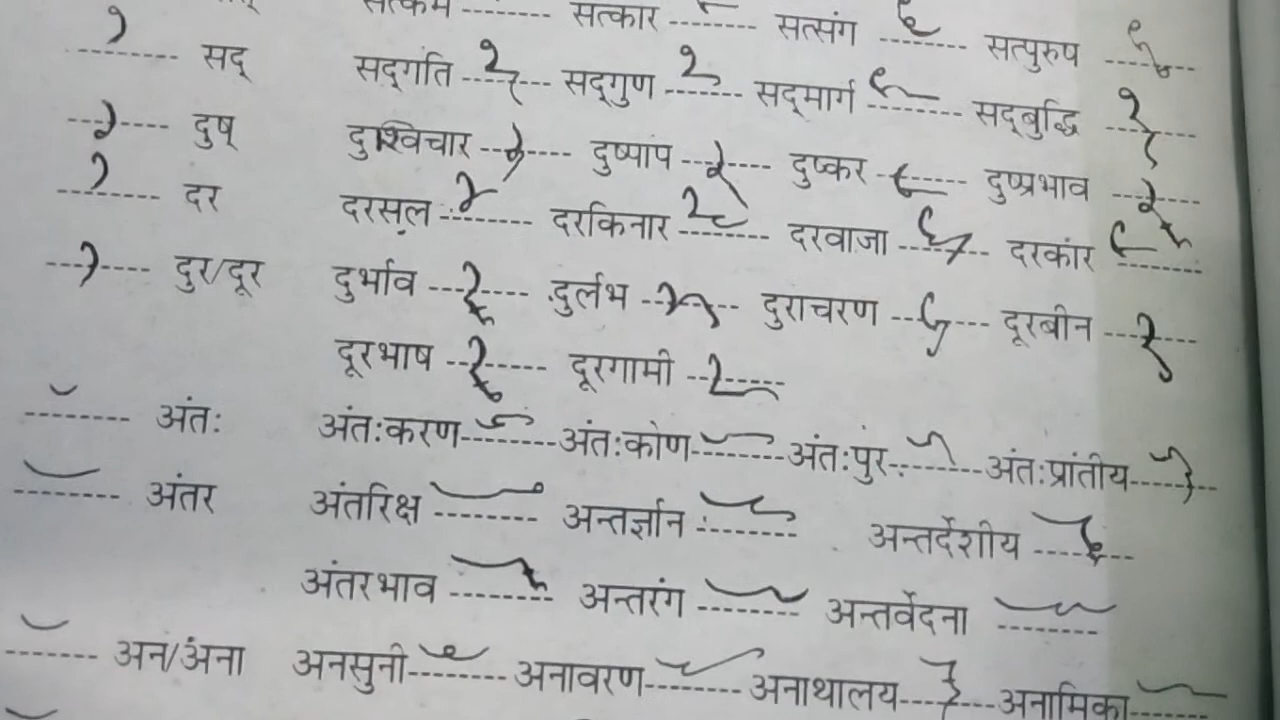 सत्कर्म -------- सत्कार -------- सत्संग -------- सत्पुरुष --------
-------- सद् सद्गति -------- सद्गुण -------- सद्मार्ग -------- सद्बुद्धि --------
-------- दुष् दुश्विचार -------- दुष्पाप -------- दुष्कर -------- दुष्प्रभाव --------
-------- दर दरसल -------- दरकिनार -------- दरवाजा -------- दरकार --------
-------- दुर/दूर दुर्भाव -------- दुर्लभ -------- दुराचरण -------- दूरबीन --------
दूरभाष -------- दूरगामी --------
-------- अंतः अंतःकरण -------- अंतःकोण -------- अंतःपुर -------- अंतःप्रांतीय --------
-------- अंतर अंतरिक्ष -------- अन्तर्ज्ञान -------- अन्तर्देशीय --------
अंतरभाव -------- अन्तरंग -------- अन्तर्वेदना --------
-------- अन/अना अनसुनी -------- अनावरण -------- अनाथालय -------- अनामिका --------